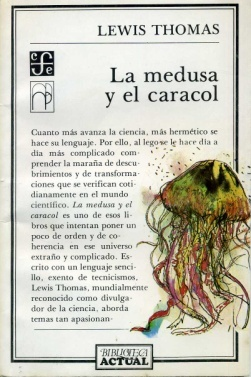 LEWIS THOMAS
cfe
La medusa
y el caracol
Cuanto más avanza la ciencia, más hermético se
hace su lenguaje. Por ello, al lego se le hace día a
día más complicado com-
prender la maraña de descu-
brimientos y de transforma-
ciones que se verifican coti-
dianamente en el mundo
científico. La medusa y el
caracol es uno de esos li-
bros que intentan poner un
poco de orden y de co-
herencia en ese universo
extraño y complicado. Es-
crito con un lenguaje senci-
llo, exento de tecnicismos,
Lewis Thomas, mundialmente
reconocido como divulga-
dor de la ciencia, aborda
temas tan apasionan-
BIBLIOTECA
ACTUAL